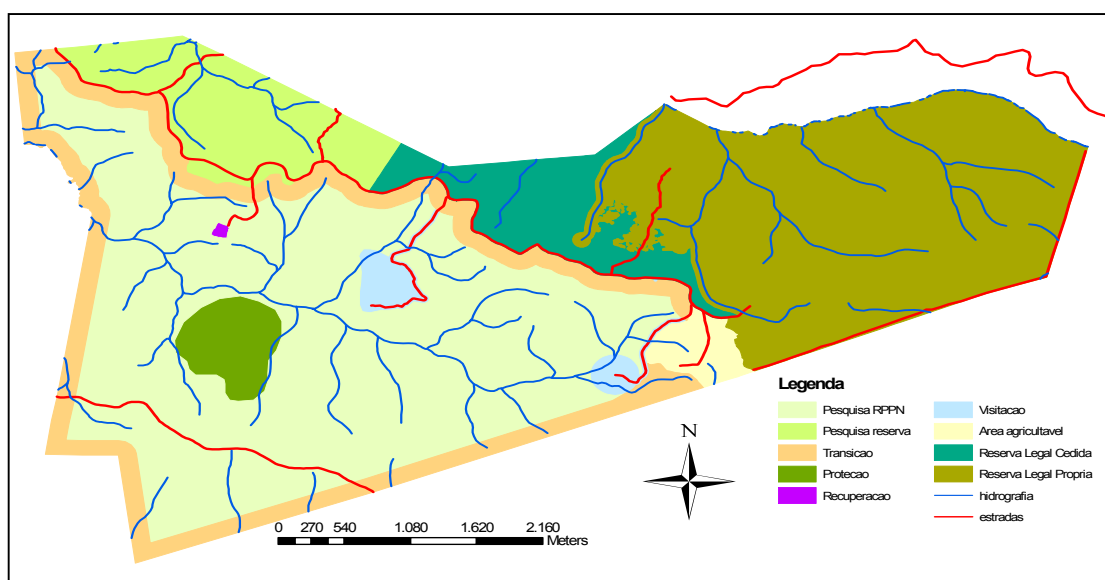 Legenda
Pesquisa RPPN
Pesquisa reserva
Transicao
Protecao
Recuperacao
Visitacao
Area agricultavel
Reserva Legal Cedida
Reserva Legal Propria
hidrografia
estradas
N
0 270 540 1.080 1.620 2.160
Meters